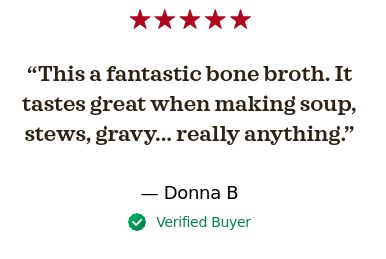 “This a fantastic bone broth. It
tastes great when making soup,
stews, gravy... really anything.”
— Donna B
Verified Buyer